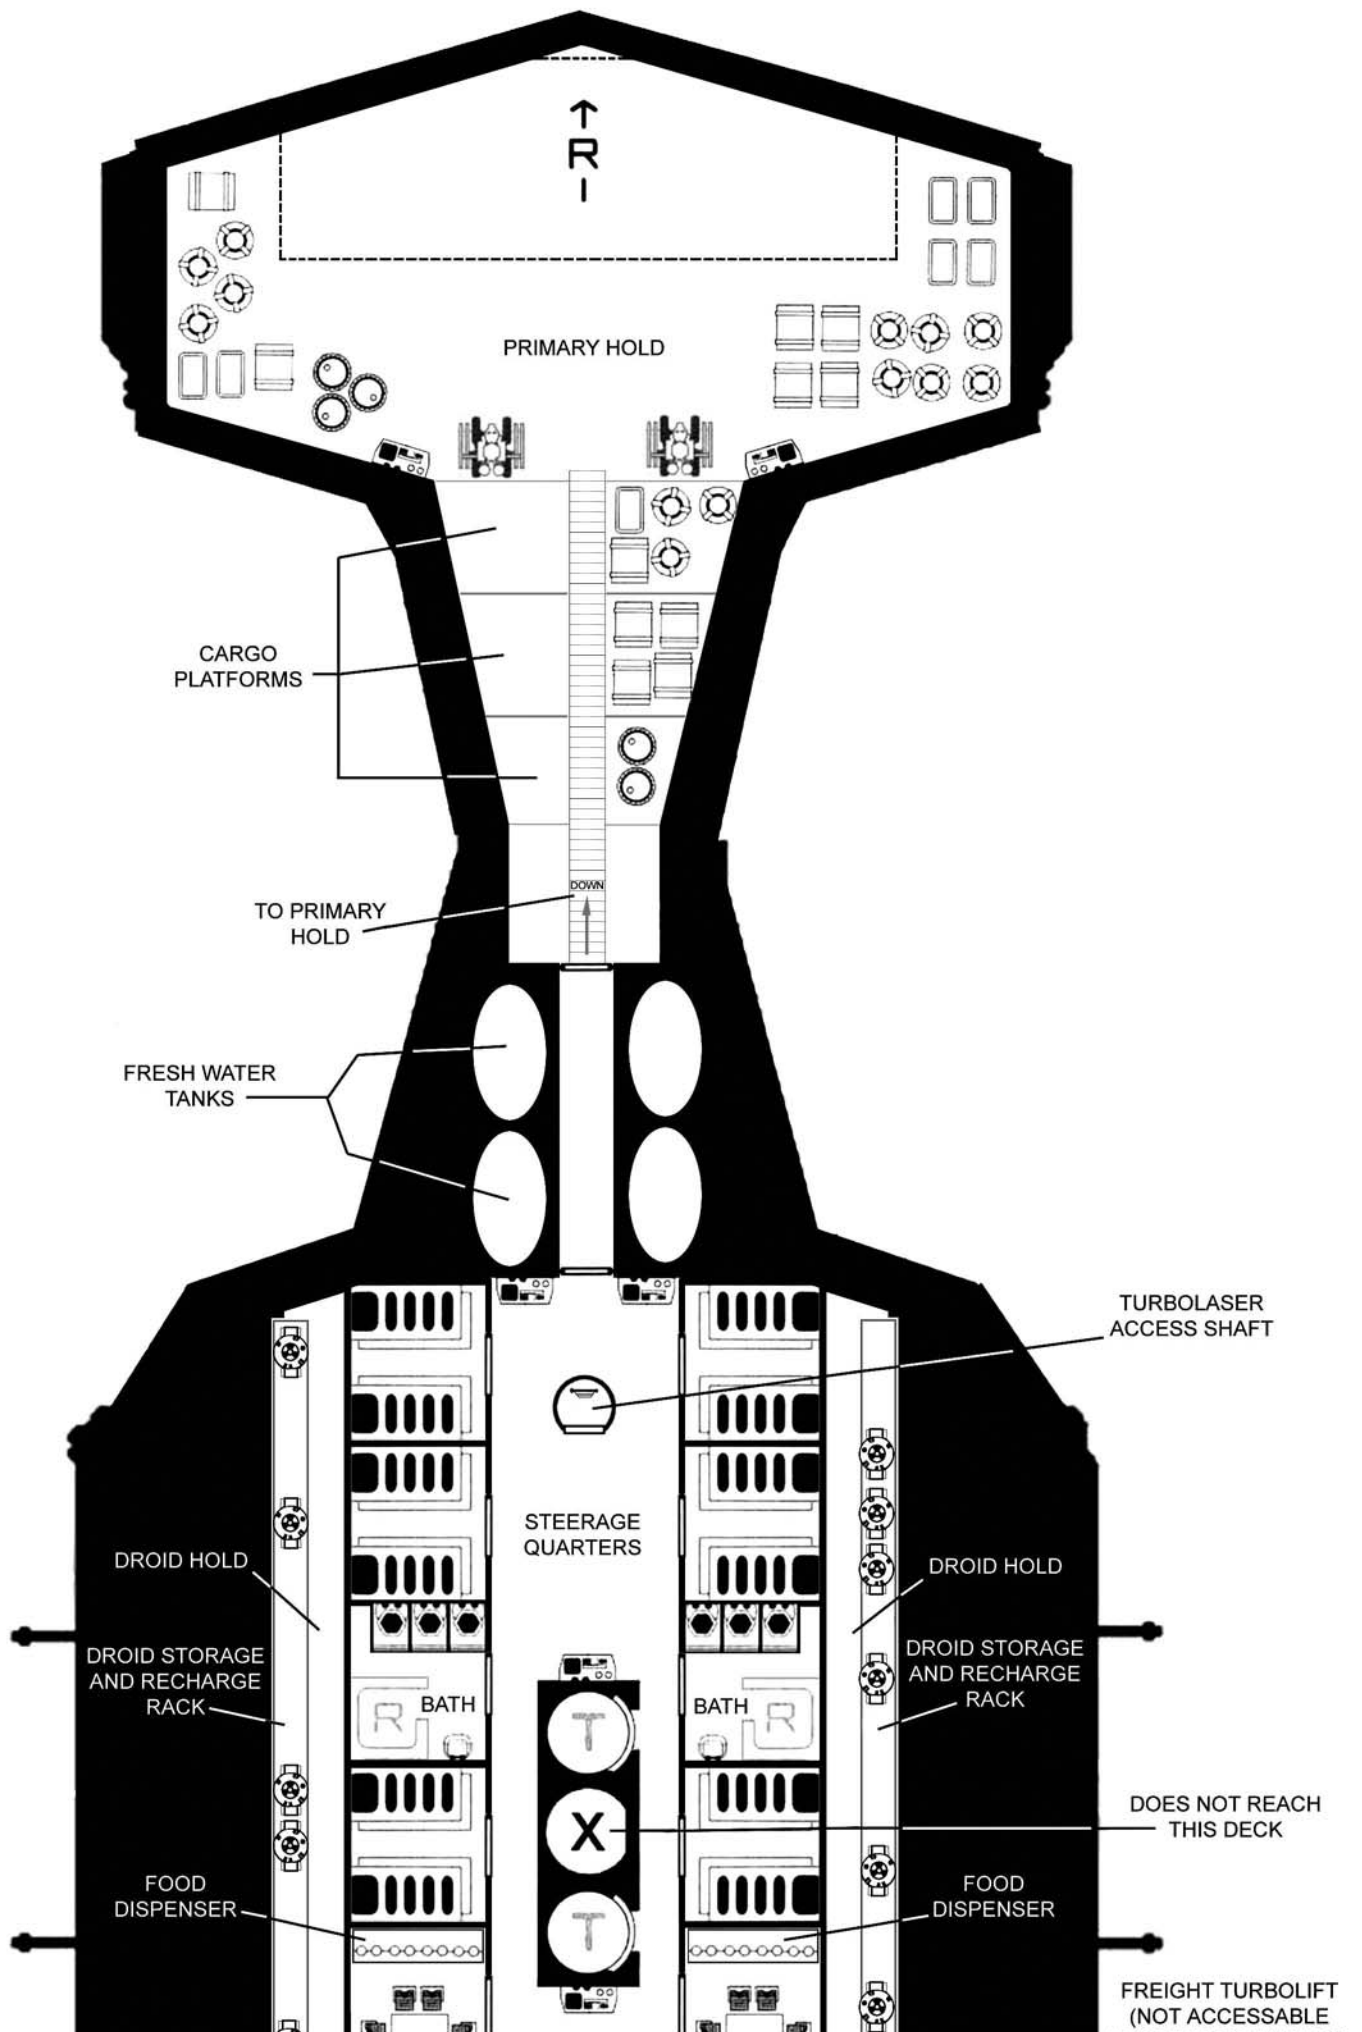 R
PRIMARY HOLD
CARGO
PLATFORMS
DOWN
TO PRIMARY
HOLD
FRESH WATER
TANKS
TURBOLASER
ACCESS SHAFT
STEERAGE
QUARTERS
DROID HOLD
DROID HOLD
DROID STORAGE
AND RECHARGE
RACK
DROID STORAGE
AND RECHARGE
RACK
R
BATH
BATH
R
T
X
DOES NOT REACH
THIS DECK
FOOD
DISPENSER
FOOD
DISPENSER
T
FREIGHT TURBOLIFT
(NOT ACCESSABLE